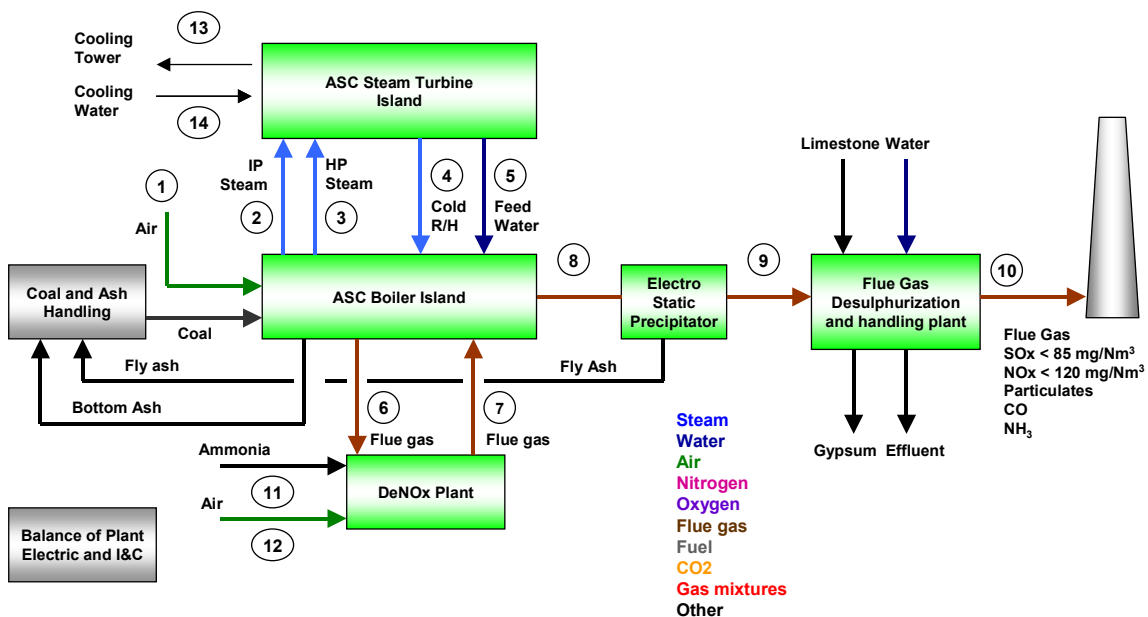 13
Cooling
Tower
Cooling
Water
14
ASC Steam Turbine
Island
1
Air
IP
Steam
2
HP
Steam
3
4
Cold
R/H
5
Feed
Water
Limestone Water
Coal and Ash
Handling
Coal
ASC Boiler Island
8
Electro
Static
Precipitator
9
Flue Gas
Desulphurization
and handling plant
10
Flue Gas
SOx < 85 mg/Nm³
NOx < 120 mg/Nm³
Particulates
CO
NH₃
Fly ash
Fly Ash
Bottom Ash
6
Flue gas
7
Flue gas
Gypsum Effluent
Ammonia
11
Air
12
DeNOx Plant
Balance of Plant
Electric and I&C
Steam
Water
Air
Nitrogen
Oxygen
Flue gas
Fuel
CO2
Gas mixtures
Other